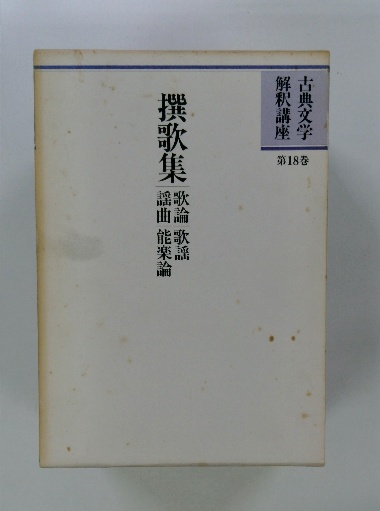 古典文学
解釈講座
第18巻
撰歌集
歌論 歌謡
謡曲 能楽論